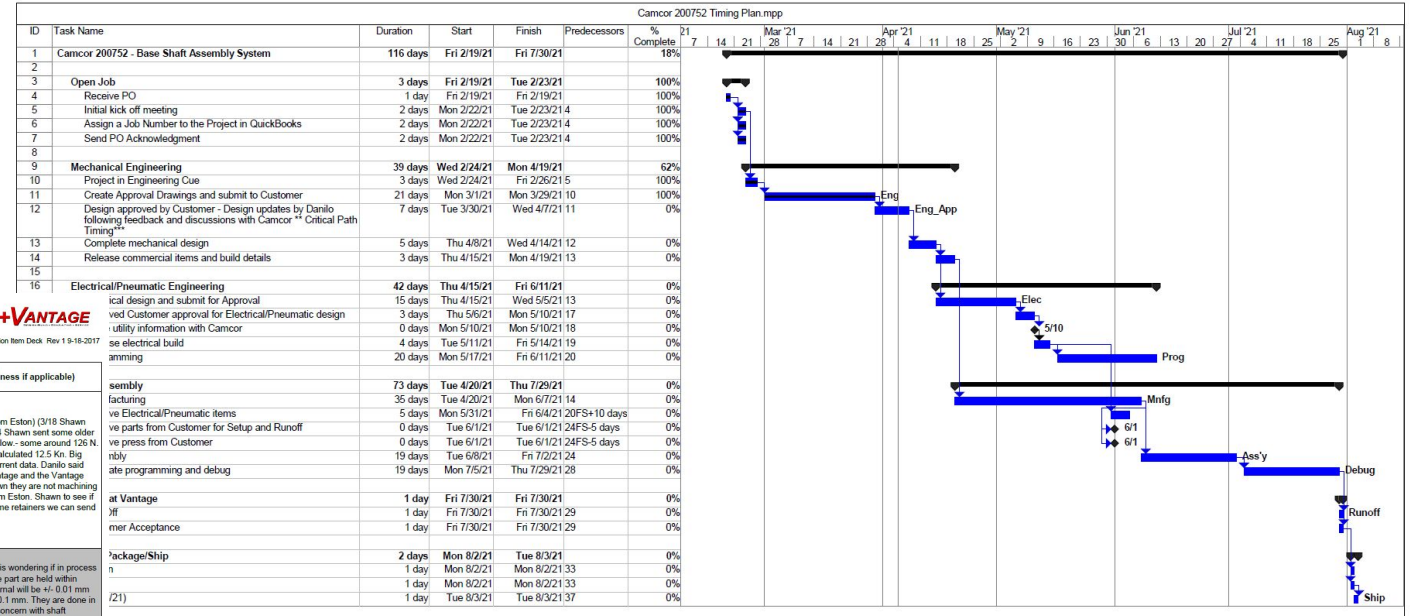 Camcor 200752 Timing Plan.mpp
ID Task Name Duration Start Finish Predecessors % Complete
21 Mar '21 Apr '21 May '21 Jun '21 Jul '21 Aug '21
7 14 21 28 7 14 21 28 4 11 18 25 2 9 16 23 30 6 13 20 27 4 11 18 25 1 8
1 Camcor 200752 - Base Shaft Assembly System 116 days Fri 2/19/21 Fri 7/30/21 18%
2
3 Open Job 3 days Fri 2/19/21 Tue 2/23/21 100%
4 Receive PO 1 day Fri 2/19/21 Fri 2/19/21 100%
5 Initial kick off meeting 2 days Mon 2/22/21 Tue 2/23/21 4 100%
6 Assign a Job Number to the Project in QuickBooks 2 days Mon 2/22/21 Tue 2/23/21 4 100%
7 Send PO Acknowledgment 2 days Mon 2/22/21 Tue 2/23/21 4 100%
8
9 Mechanical Engineering 39 days Wed 2/24/21 Mon 4/19/21 62%
10 Project in Engineering Cue 3 days Wed 2/24/21 Fri 2/26/21 5 100%
11 Create Approval Drawings and submit to Customer 21 days Mon 3/1/21 Mon 3/29/21 10 100% Eng
12 Design approved by Customer - Design updates by Danilo 7 days Tue 3/30/21 Wed 4/7/21 11 0% Eng_App
following feedback and discussions with Camcor ** Critical Path
Timing***
13 Complete mechanical design 5 days Thu 4/8/21 Wed 4/14/21 12 0%
14 Release commercial items and build details 3 days Thu 4/15/21 Mon 4/19/21 13 0%
15
16 Electrical/Pneumatic Engineering 42 days Thu 4/15/21 Fri 6/11/21 0%
ical design and submit for Approval 15 days Thu 4/15/21 Wed 5/5/21 13 0% Elec
ved Customer approval for Electrical/Pneumatic design 3 days Thu 5/6/21 Mon 5/10/21 17 0%
utility information with Camcor 0 days Mon 5/10/21 Mon 5/10/21 18 0% 5/10
se electrical build 4 days Tue 5/11/21 Fri 5/14/21 19 0%
amming 20 days Mon 5/17/21 Fri 6/11/21 20 0% Prog
sembly 73 days Tue 4/20/21 Thu 7/29/21 0%
facturing 35 days Tue 4/20/21 Mon 6/7/21 14 0% Mnfg
ve Electrical/Pneumatic items 5 days Mon 5/31/21 Fri 6/4/21 20FS+10 days 0%
ve parts from Customer for Setup and Runoff 0 days Tue 6/1/21 Tue 6/1/21 24FS-5 days 0% 6/1
ve press from Customer 0 days Tue 6/1/21 Tue 6/1/21 24FS-5 days 0% 6/1
nbly 19 days Tue 6/8/21 Fri 7/2/21 24 0% Ass'y
ate programming and debug 19 days Mon 7/5/21 Thu 7/29/21 28 0% Debug
at Vantage 1 day Fri 7/30/21 Fri 7/30/21 0%
Off 1 day Fri 7/30/21 Fri 7/30/21 29 0% Runoff
mer Acceptance 1 day Fri 7/30/21 Fri 7/30/21 29 0%
Package/Ship 2 days Mon 8/2/21 Tue 8/3/21 0%
n 1 day Mon 8/2/21 Mon 8/2/21 33 0%
1 day Mon 8/2/21 Mon 8/2/21 33 0%
/21) 1 day Tue 8/3/21 Tue 8/3/21 37 0% Ship
+VANTAGE
on Item Deck Rev 1 9-18-2017
ness if applicable)
m Eston) (3/18 Shawn
Shawn sent some older
low.- some around 126 N.
alculated 12.5 Kn. Big
rrent data. Danilo said
ntage and the Vantage
wn they are not machining
m Eston. Shawn to see if
me retainers we can send
is wondering if in process
e part are held within
rnal will be +/- 0.01 mm
0.1 mm. They are done in
oncern with shaft